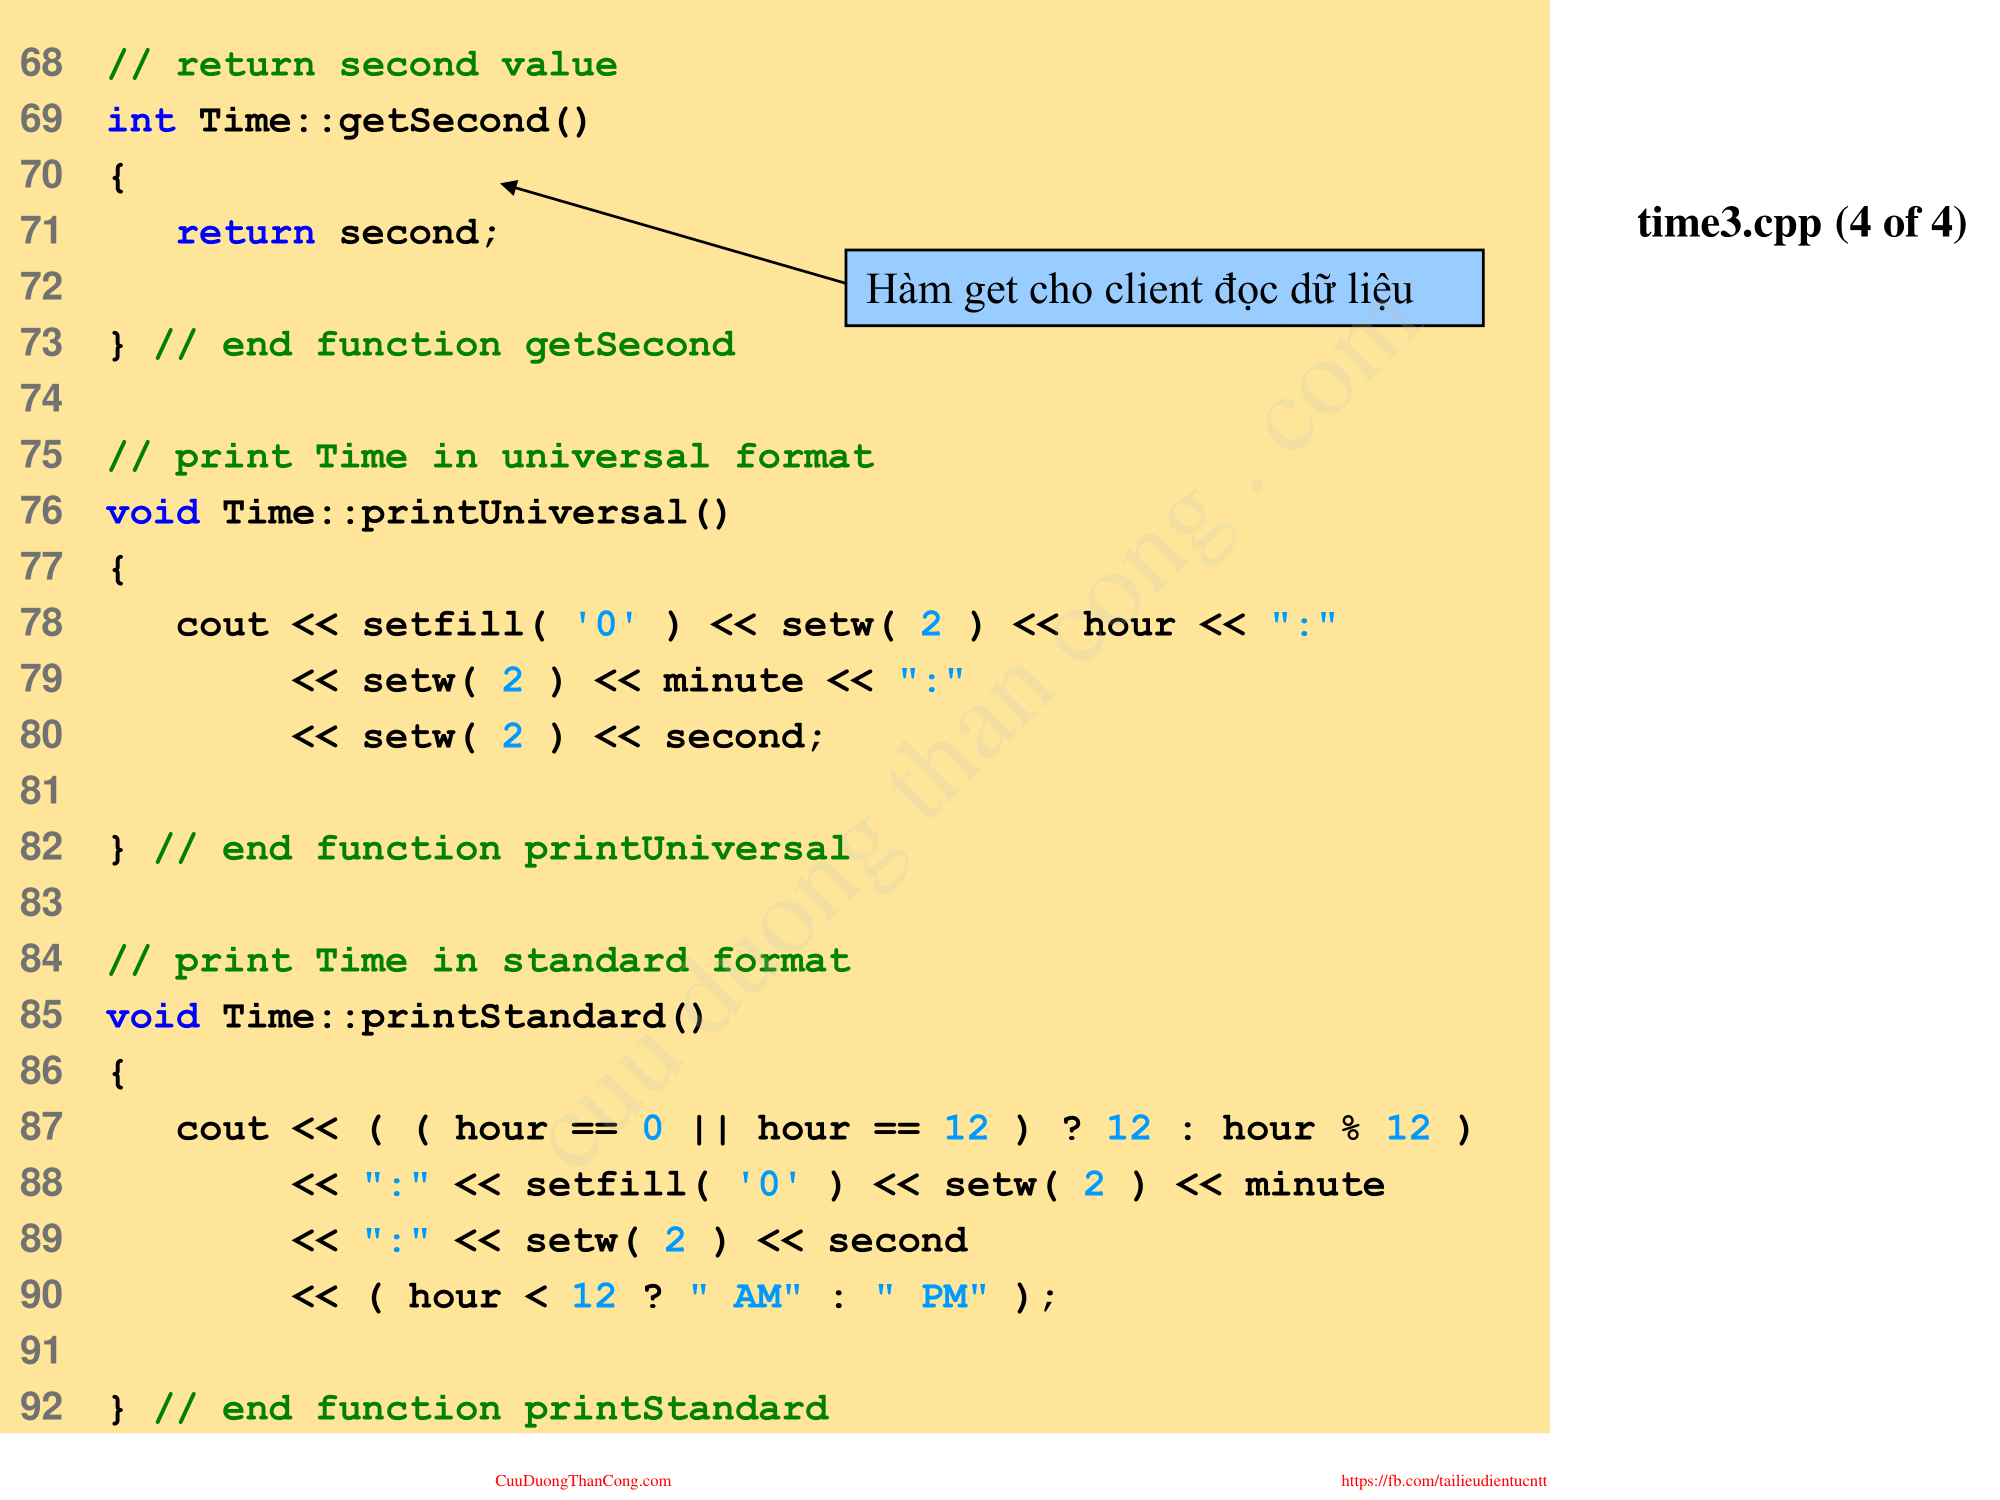 68 // return second value
69 int Time::getSecond()
70 {
71    return second;
72
73 } // end function getSecond
74
75 // print Time in universal format
76 void Time::printUniversal()
77 {
78    cout << setfill( '0' ) << setw( 2 ) << hour << ":"
79         << setw( 2 ) << minute << ":"
80         << setw( 2 ) << second;
81
82 } // end function printUniversal
83
84 // print Time in standard format
85 void Time::printStandard()
86 {
87    cout << ( ( hour == 0 || hour == 12 ) ? 12 : hour % 12 )
88         << ":" << setfill( '0' ) << setw( 2 ) << minute
89         << ":" << setw( 2 ) << second
90         << ( hour < 12 ? " AM" : " PM" );
91
92 } // end function printStandard
Hàm get cho client đọc dữ liệu
time3.cpp (4 of 4)
cuu duong than cong . com
CuuDuongThanCong.com
https://fb.com/tailieudientucntt